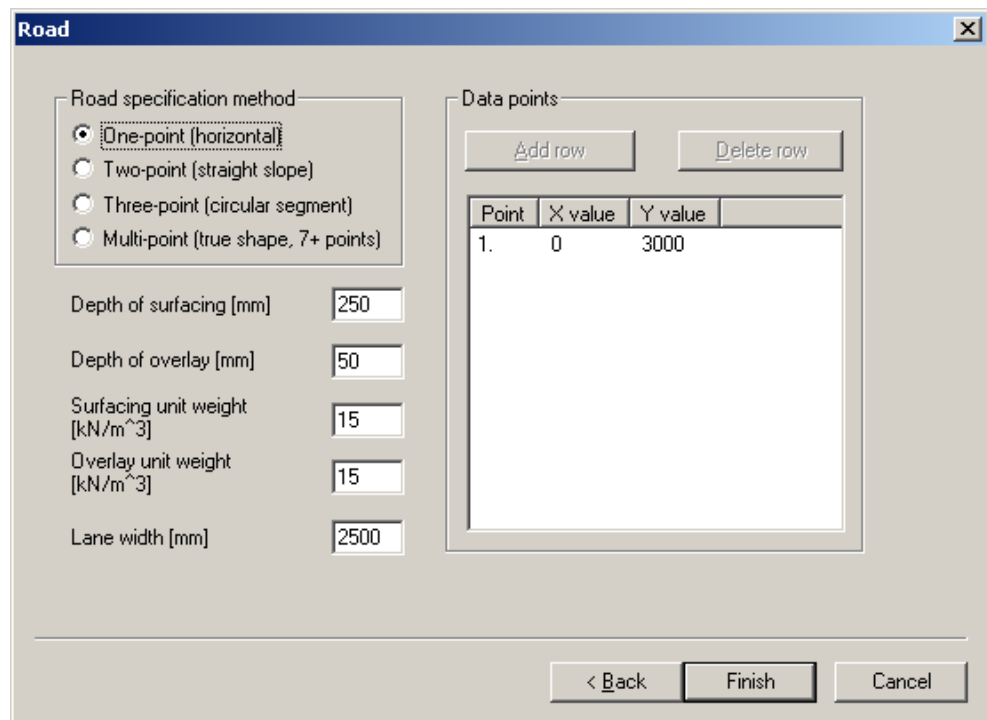 Road
Road specification method
One-point (horizontal)
Two-point (straight slope)
Three-point (circular segment)
Multi-point (true shape, 7+ points)
Depth of surfacing [mm]
250
Depth of overlay [mm]
50
Surfacing unit weight
[kN/m^3]
15
Overlay unit weight
[kN/m^3]
15
Lane width [mm]
2500
Data points
Add row
Delete row
Point X value Y value
1. 0 3000
< Back
Finish
Cancel